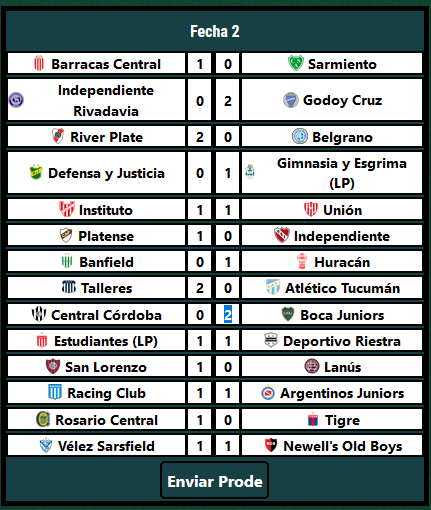 Fecha 2
Barracas Central 1 0 Sarmiento
Independiente Rivadavia 0 2 Godoy Cruz
River Plate 2 0 Belgrano
Defensa y Justicia 0 1 Gimnasia y Esgrima (LP)
Instituto 1 1 Unión
Platense 1 0 Independiente
Banfield 0 1 Huracán
Talleres 2 0 Atlético Tucumán
Central Córdoba 0 2 Boca Juniors
Estudiantes (LP) 1 1 Deportivo Riestra
San Lorenzo 1 0 Lanús
Racing Club 1 1 Argentinos Juniors
Rosario Central 1 0 Tigre
Vélez Sarsfield 1 1 Newell's Old Boys
Enviar Prode